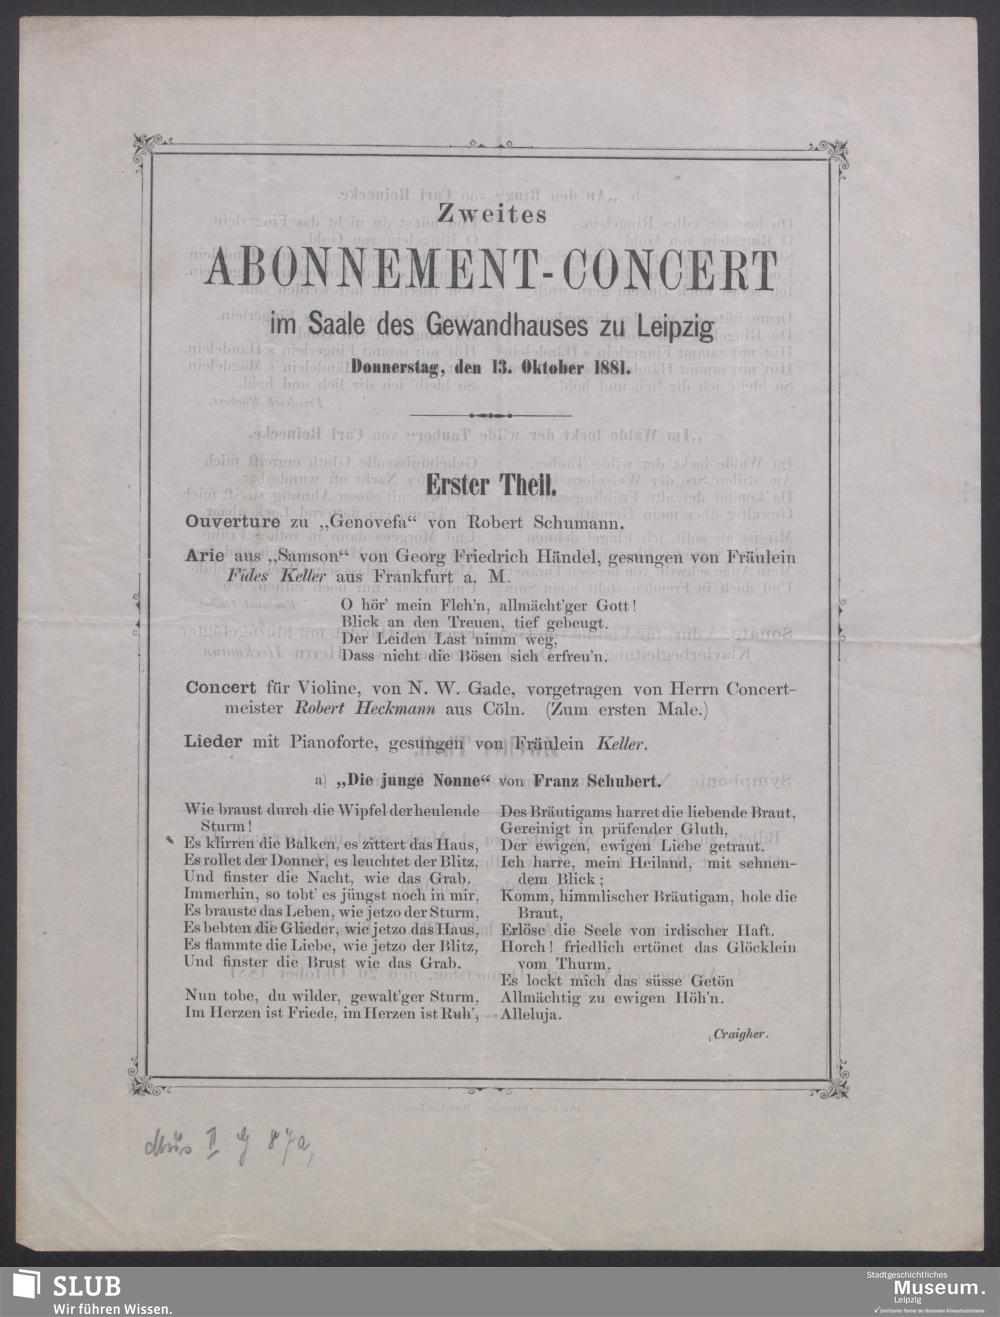 Zweites
ABONNEMENT-CONCERT
im Saale des Gewandhauses zu Leipzig
Donnerstag, den 13. Oktober 1881.
Erster Theil.
Ouverture zu „Genovefa“ von Robert Schumann.
Arie aus „Samson“ von Georg Friedrich Händel, gesungen von Fräulein
Fides Keller aus Frankfurt a. M.
O hör' mein Fleh'n, allmächt'ger Gott!
Blick an den Treuen, tief gebeugt.
Der Leiden Last nimm weg,
Dass nicht die Bösen sich erfreu'n.
Concert für Violine, von N. W. Gade, vorgetragen von Herrn Concert-
meister Robert Heckmann aus Cöln. (Zum ersten Male.)
Lieder mit Pianoforte, gesungen von Fräulein Keller.
a) „Die junge Nonne“ von Franz Schubert.
Wie braust durch die Wipfel der heulende
Sturm!
Es klirren die Balken, es zittert das Haus,
Es rollet der Donner, es leuchtet der Blitz,
Und finster die Nacht, wie das Grab.
Immerhin, so tobt' es jüngst noch in mir,
Es brauste das Leben, wie jetzo der Sturm,
Es bebten die Glieder, wie jetzo das Haus,
Es flammte die Liebe, wie jetzo der Blitz,
Und finster die Brust wie das Grab.
Nun tobe, du wilder, gewalt'ger Sturm,
Im Herzen ist Friede, im Herzen ist Ruh',
Des Bräutigams harret die liebende Braut,
Gereinigt in prüfender Gluth,
Der ewigen, ewigen Liebe getraut.
Ich harre, mein Heiland, mit sehnen-
dem Blick;
Komm, himmlischer Bräutigam, hole die
Braut,
Erlöse die Seele von irdischer Haft.
Horch! friedlich ertönet das Glöcklein
vom Thurm,
Es lockt mich das süsse Getön
Allmächtig zu ewigen Höh'n.
Alleluja.
Craigher.
Mus II G 87a,
SLUB
Wir führen Wissen.
Stadtgeschichtliches
Museum.
Leipzig
Zertifizierter Partner der Nationalen Klimaschutzinitiative